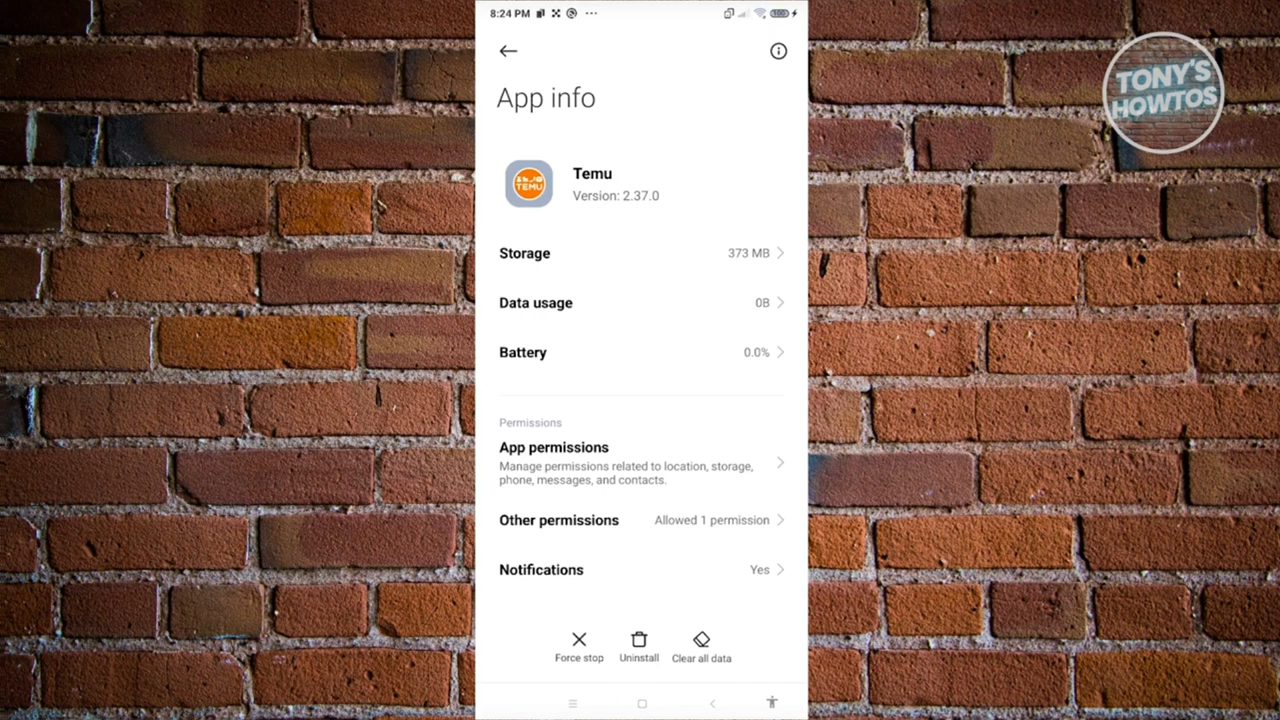 8:24 PM
100
TONY'S
HOWTOS
App info
TEMU
Temu
Version: 2.37.0
Storage 373 MB
Data usage 0B
Battery 0.0%
Permissions
App permissions
Manage permissions related to location, storage,
phone, messages, and contacts.
Other permissions Allowed 1 permission
Notifications Yes
Force stop Uninstall Clear all data